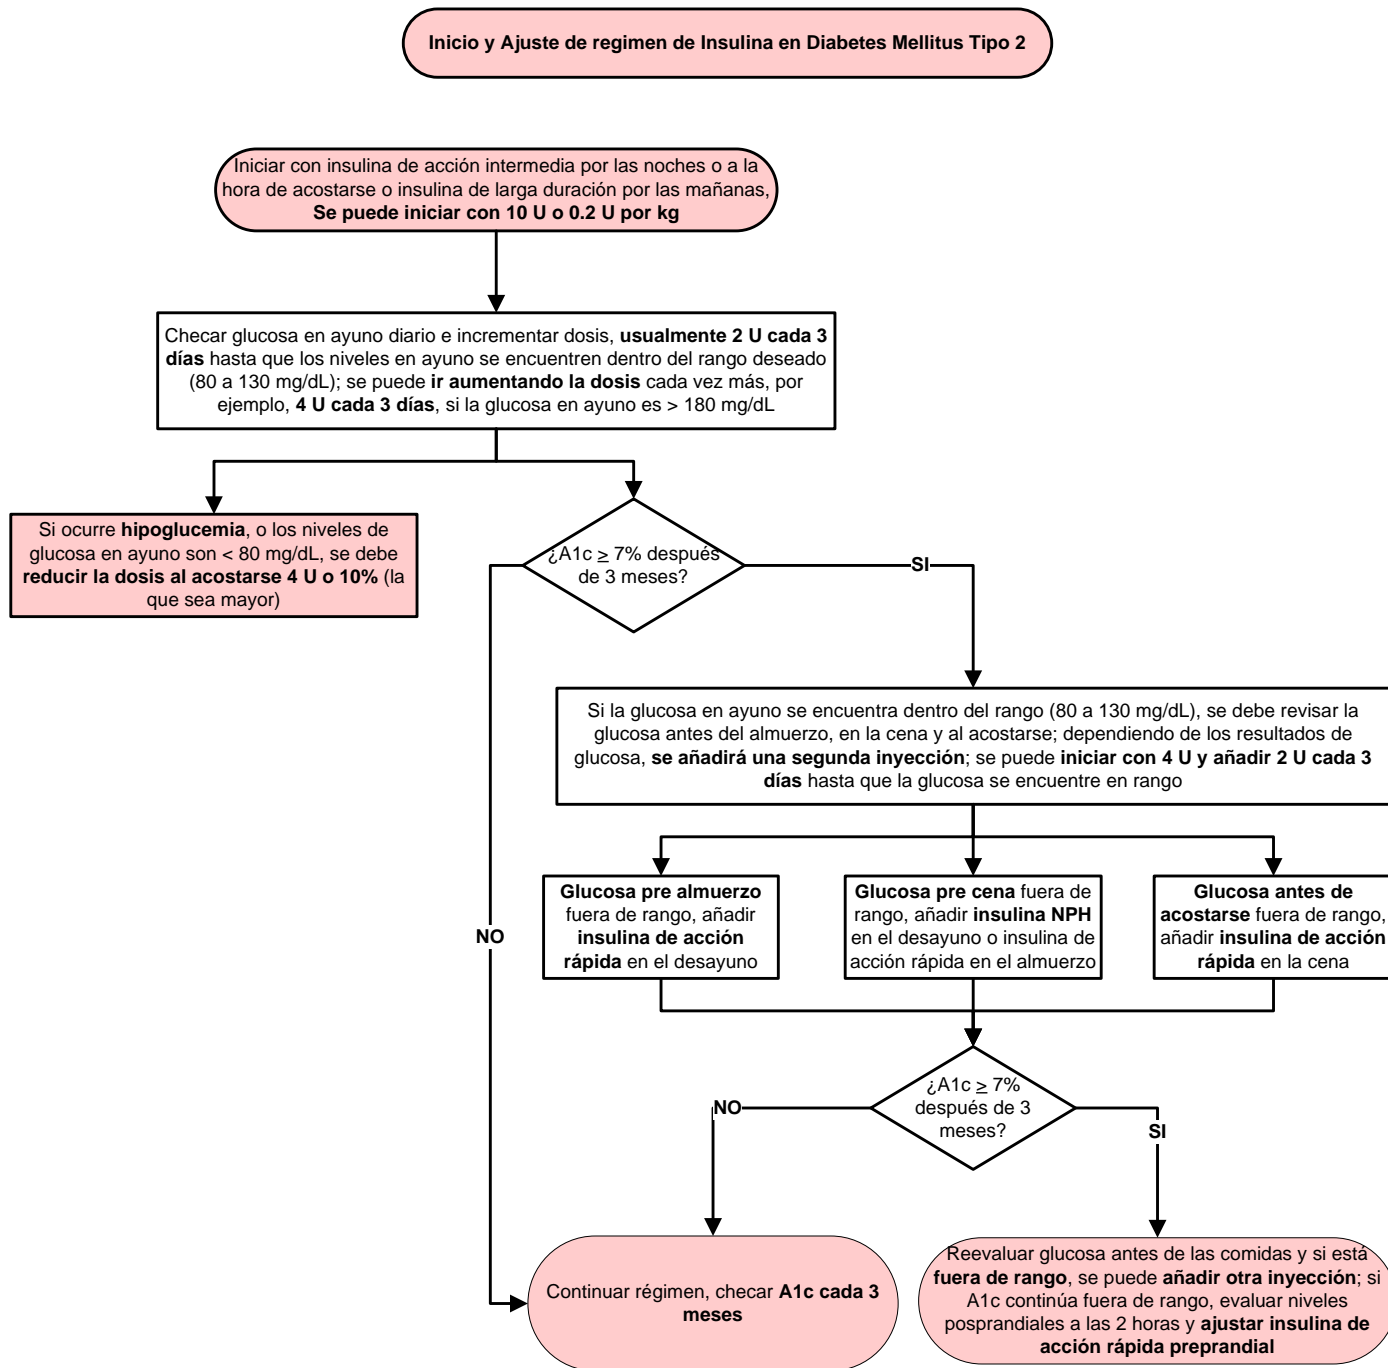 Inicio y Ajuste de regimen de Insulina en Diabetes Mellitus Tipo 2
Iniciar con insulina de acción intermedia por las noches o a la
hora de acostarse o insulina de larga duración por las mañanas,
Se puede iniciar con 10 U o 0.2 U por kg
Checar glucosa en ayuno diario e incrementar dosis, usualmente 2 U cada 3
días hasta que los niveles en ayuno se encuentren dentro del rango deseado
(80 a 130 mg/dL); se puede ir aumentando la dosis cada vez más, por
ejemplo, 4 U cada 3 días, si la glucosa en ayuno es > 180 mg/dL
Si ocurre hipoglucemia, o los niveles de
glucosa en ayuno son < 80 mg/dL, se debe
reducir la dosis al acostarse 4 U o 10% (la
que sea mayor)
¿A1c ≥ 7% después
de 3 meses?
SI
Si la glucosa en ayuno se encuentra dentro del rango (80 a 130 mg/dL), se debe revisar la
glucosa antes del almuerzo, en la cena y al acostarse; dependiendo de los resultados de
glucosa, se añadirá una segunda inyección; se puede iniciar con 4 U y añadir 2 U cada 3
días hasta que la glucosa se encuentre en rango
Glucosa pre almuerzo
fuera de rango, añadir
insulina de acción
rápida en el desayuno
Glucosa pre cena fuera de
rango, añadir insulina NPH
en el desayuno o insulina de
acción rápida en el almuerzo
Glucosa antes de
acostarse fuera de rango,
añadir insulina de acción
rápida en la cena
NO
¿A1c ≥ 7%
después de 3
meses?
NO
SI
Continuar régimen, checar A1c cada 3
meses
Reevaluar glucosa antes de las comidas y si está
fuera de rango, se puede añadir otra inyección; si
A1c continúa fuera de rango, evaluar niveles
posprandiales a las 2 horas y ajustar insulina de
acción rápida preprandial